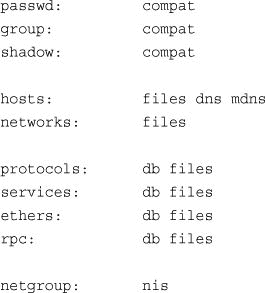 passwd: compat
group: compat
shadow: compat
hosts: files dns mdns
networks: files
protocols: db files
services: db files
ethers: db files
rpc: db files
netgroup: nis